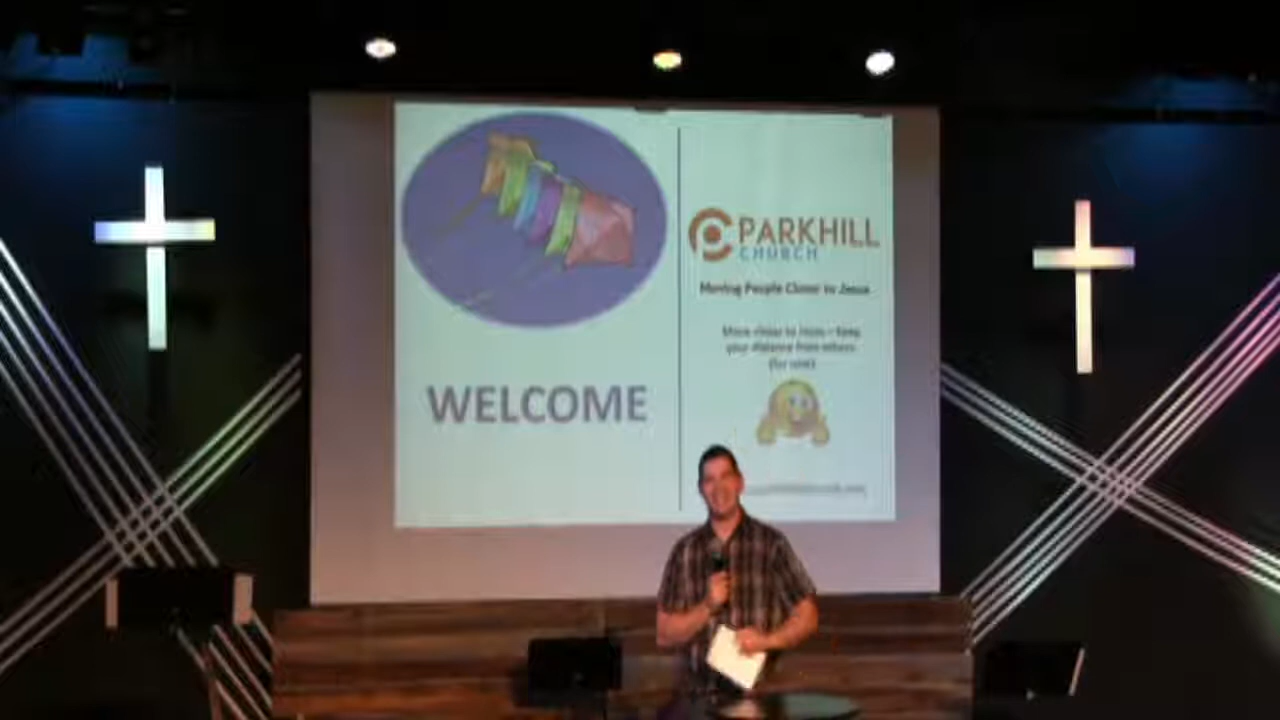 WELCOME
PARKHILL
CHURCH
Moving People Closer to Jesus
Move closer to Jesus – Keep
your distance from others
(for now)